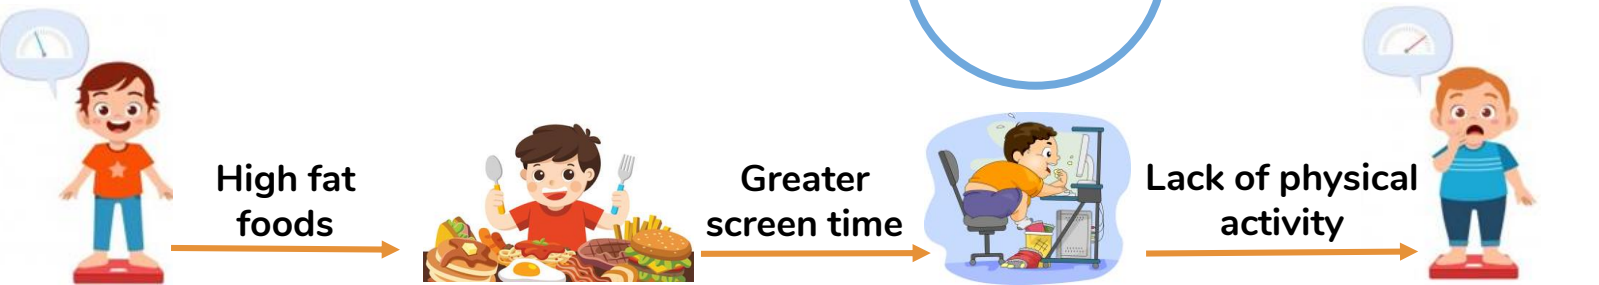 High fat
foods
Greater
screen time
Lack of physical
activity